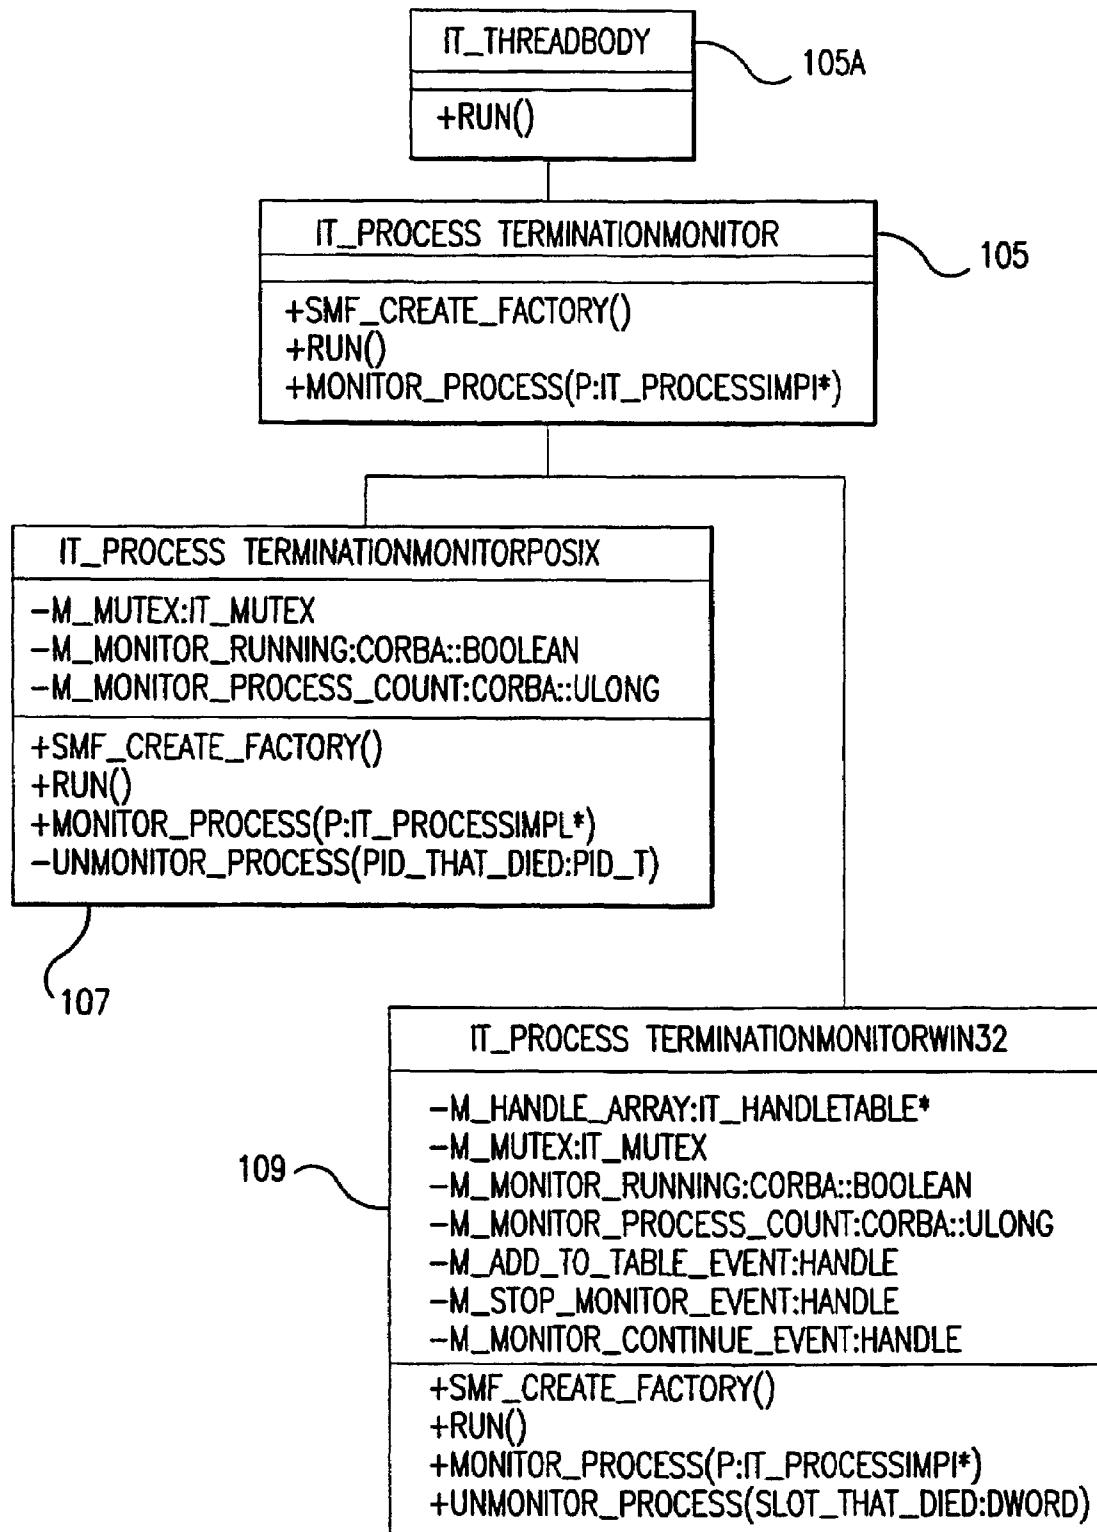 IT_THREADBODY
105A
+RUN()
IT_PROCESS TERMINATIONMONITOR
105
+SMF_CREATE_FACTORY()
+RUN()
+MONITOR_PROCESS(P:IT_PROCESSIMPI*)
IT_PROCESS TERMINATIONMONITORPOSIX
-M_MUTEX:IT_MUTEX
-M_MONITOR_RUNNING:CORBA::BOOLEAN
-M_MONITOR_PROCESS_COUNT:CORBA::ULONG
+SMF_CREATE_FACTORY()
+RUN()
+MONITOR_PROCESS(P:IT_PROCESSIMPL*)
-UNMONITOR_PROCESS(PID_THAT_DIED:PID_T)
107
IT_PROCESS TERMINATIONMONITORWIN32
-M_HANDLE_ARRAY:IT_HANDLETABLE*
-M_MUTEX:IT_MUTEX
109
-M_MONITOR_RUNNING:CORBA::BOOLEAN
-M_MONITOR_PROCESS_COUNT:CORBA::ULONG
-M_ADD_TO_TABLE_EVENT:HANDLE
-M_STOP_MONITOR_EVENT:HANDLE
-M_MONITOR_CONTINUE_EVENT:HANDLE
+SMF_CREATE_FACTORY()
+RUN()
+MONITOR_PROCESS(P:IT_PROCESSIMPI*)
+UNMONITOR_PROCESS(SLOT_THAT_DIED:DWORD)